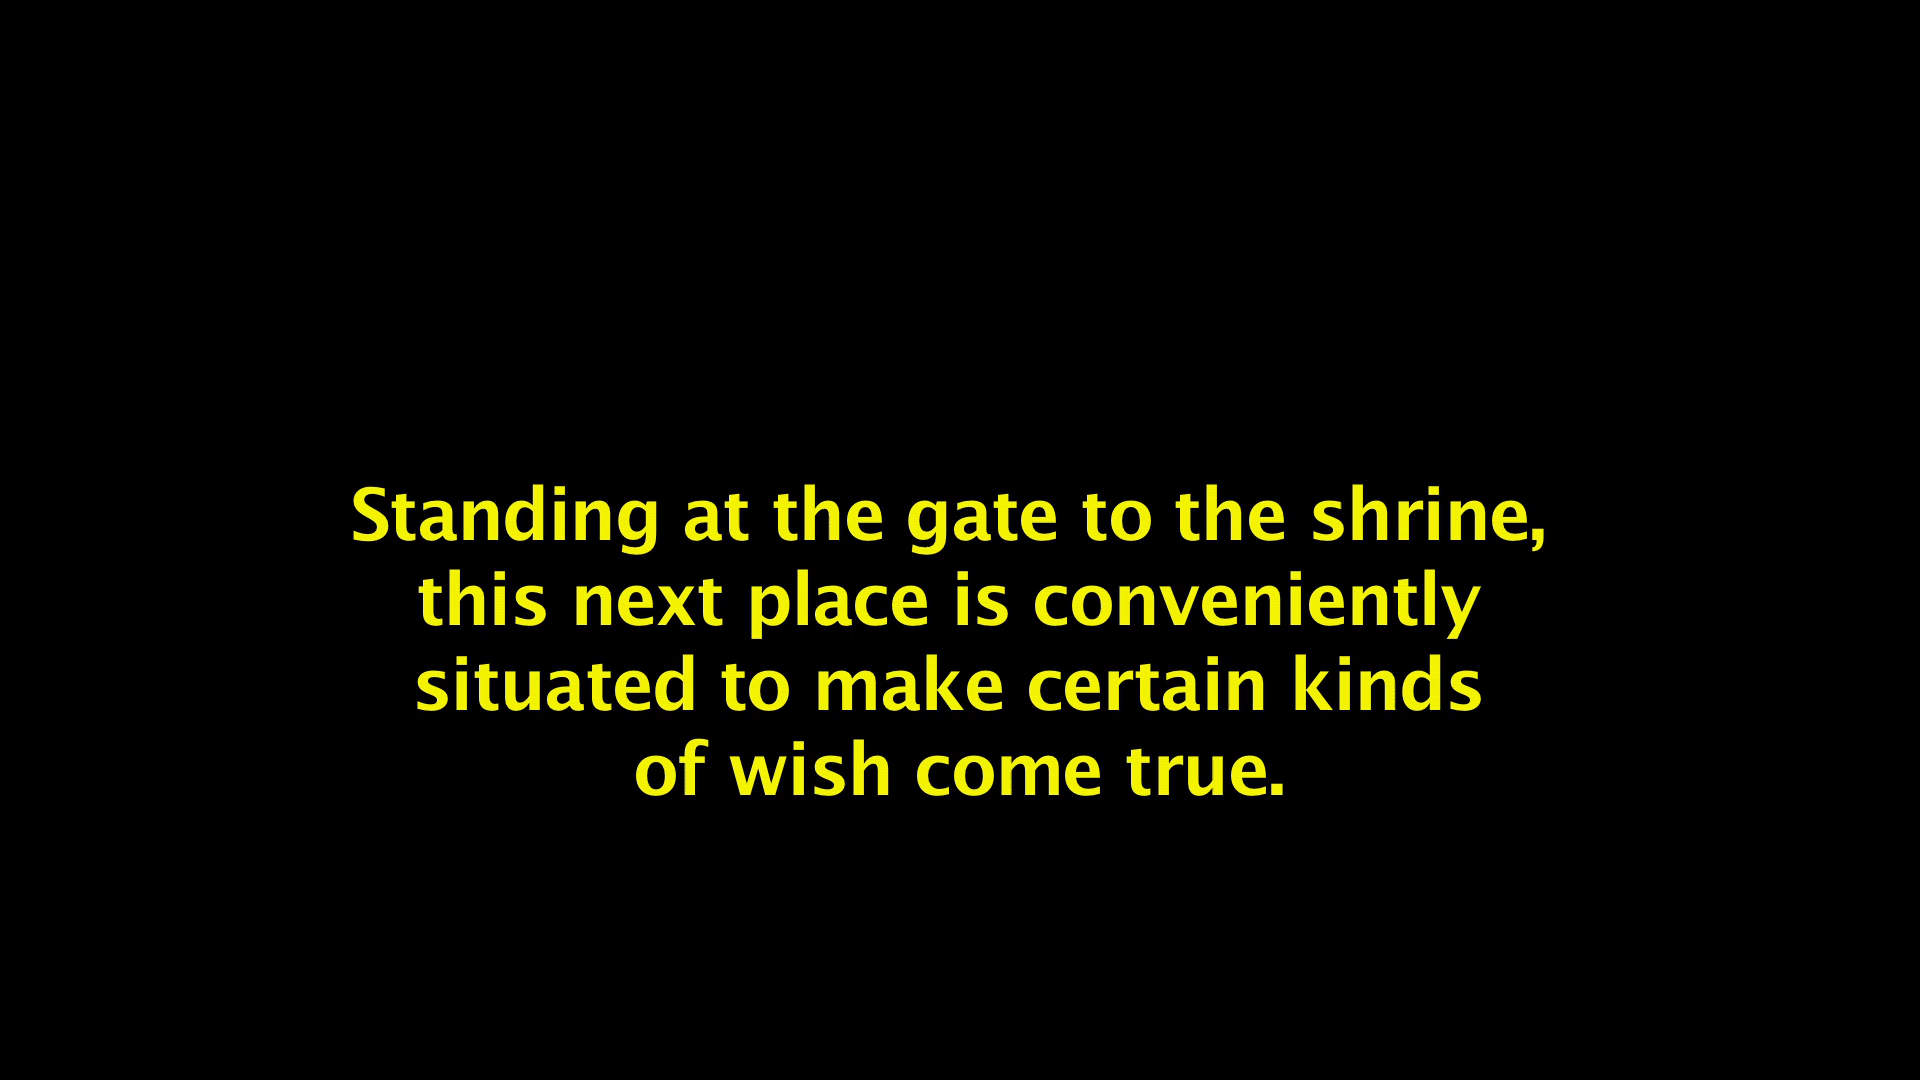 Standing at the gate to the shrine,
this next place is conveniently
situated to make certain kinds
of wish come true.